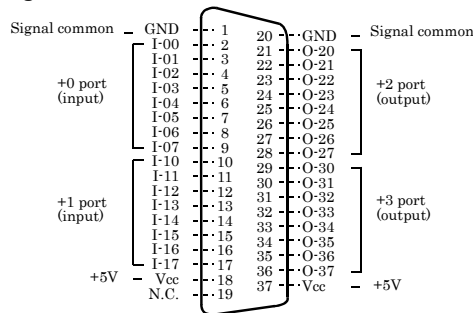 Signal common GND 1
I-00 2
I-01 3
I-02 4
I-03 5
I-04 6
I-05 7
I-06 8
I-07 9
+0 port
(input)
I-10 10
I-11 11
I-12 12
I-13 13
I-14 14
I-15 15
I-16 16
I-17 17
+1 port
(input)
+5V Vcc 18
N.C. 19
20 GND Signal common
21 O-20
22 O-21
23 O-22
24 O-23
25 O-24
26 O-25
27 O-26
28 O-27
+2 port
(output)
29 O-30
30 O-31
31 O-32
32 O-33
33 O-34
34 O-35
35 O-36
36 O-37
+3 port
(output)
37 Vcc +5V